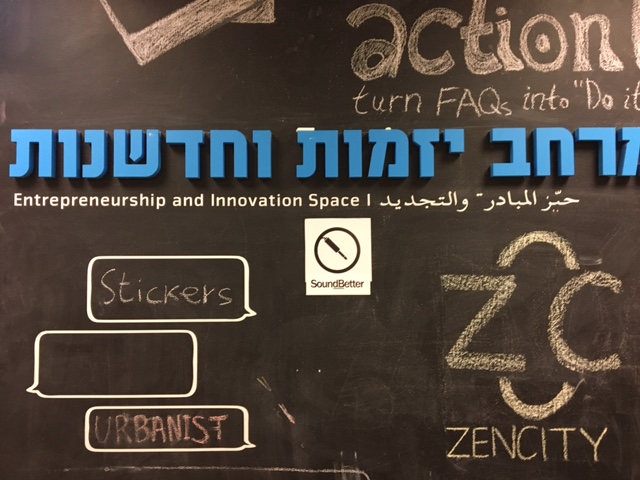 action
turn FAQs into "Do it
מרחב יזמות וחדשנות
Entrepreneurship and Innovation Space | حيّز المبادرة والتجديد
SoundBetter
Stickers
URBANIST
ZC
ZENCITY